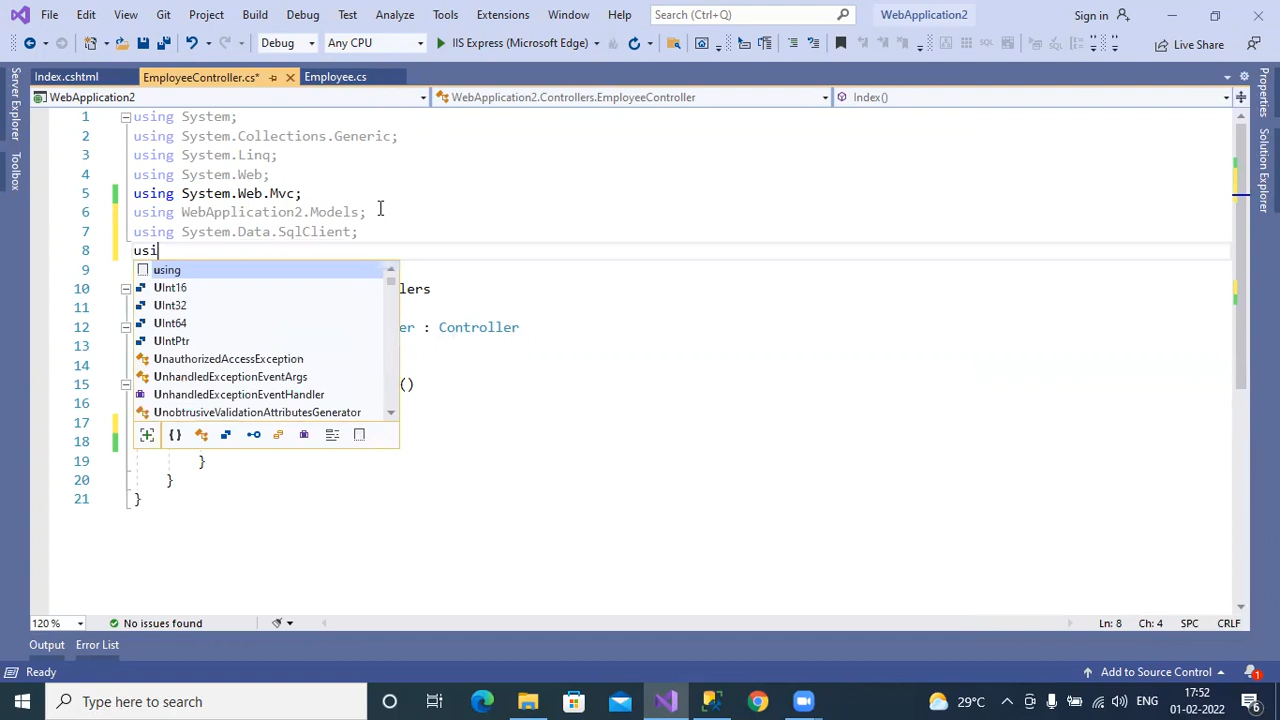 File Edit View Git Project Build Debug Test Analyze Tools Extensions Window Help Search (Ctrl+Q) WebApplication2 Sign in
Debug Any CPU IIS Express (Microsoft Edge) Live Share
Index.cshtml EmployeeController.cs* Employee.cs
WebApplication2 WebApplication2.Controllers.EmployeeController Index()
Server Explorer
Toolbox
Properties
Solution Explorer
1 using System;
2 using System.Collections.Generic;
3 using System.Linq;
4 using System.Web;
5 using System.Web.Mvc;
6 using WebApplication2.Models;
7 using System.Data.SqlClient;
8 usi
9 using
10 UInt16 llers
11 UInt32
12 UInt64 er : Controller
13 UIntPtr
14 UnauthorizedAccessException
15 UnhandledExceptionEventArgs ()
16 UnhandledExceptionEventHandler
17 UnobtrusiveValidationAttributesGenerator
18 {}
19 }
20 }
21 }
120 % No issues found Ln: 8 Ch: 4 SPC CRLF
Output Error List
Ready Add to Source Control 1
Type here to search 29°C ENG 17:52
01-02-2022 6